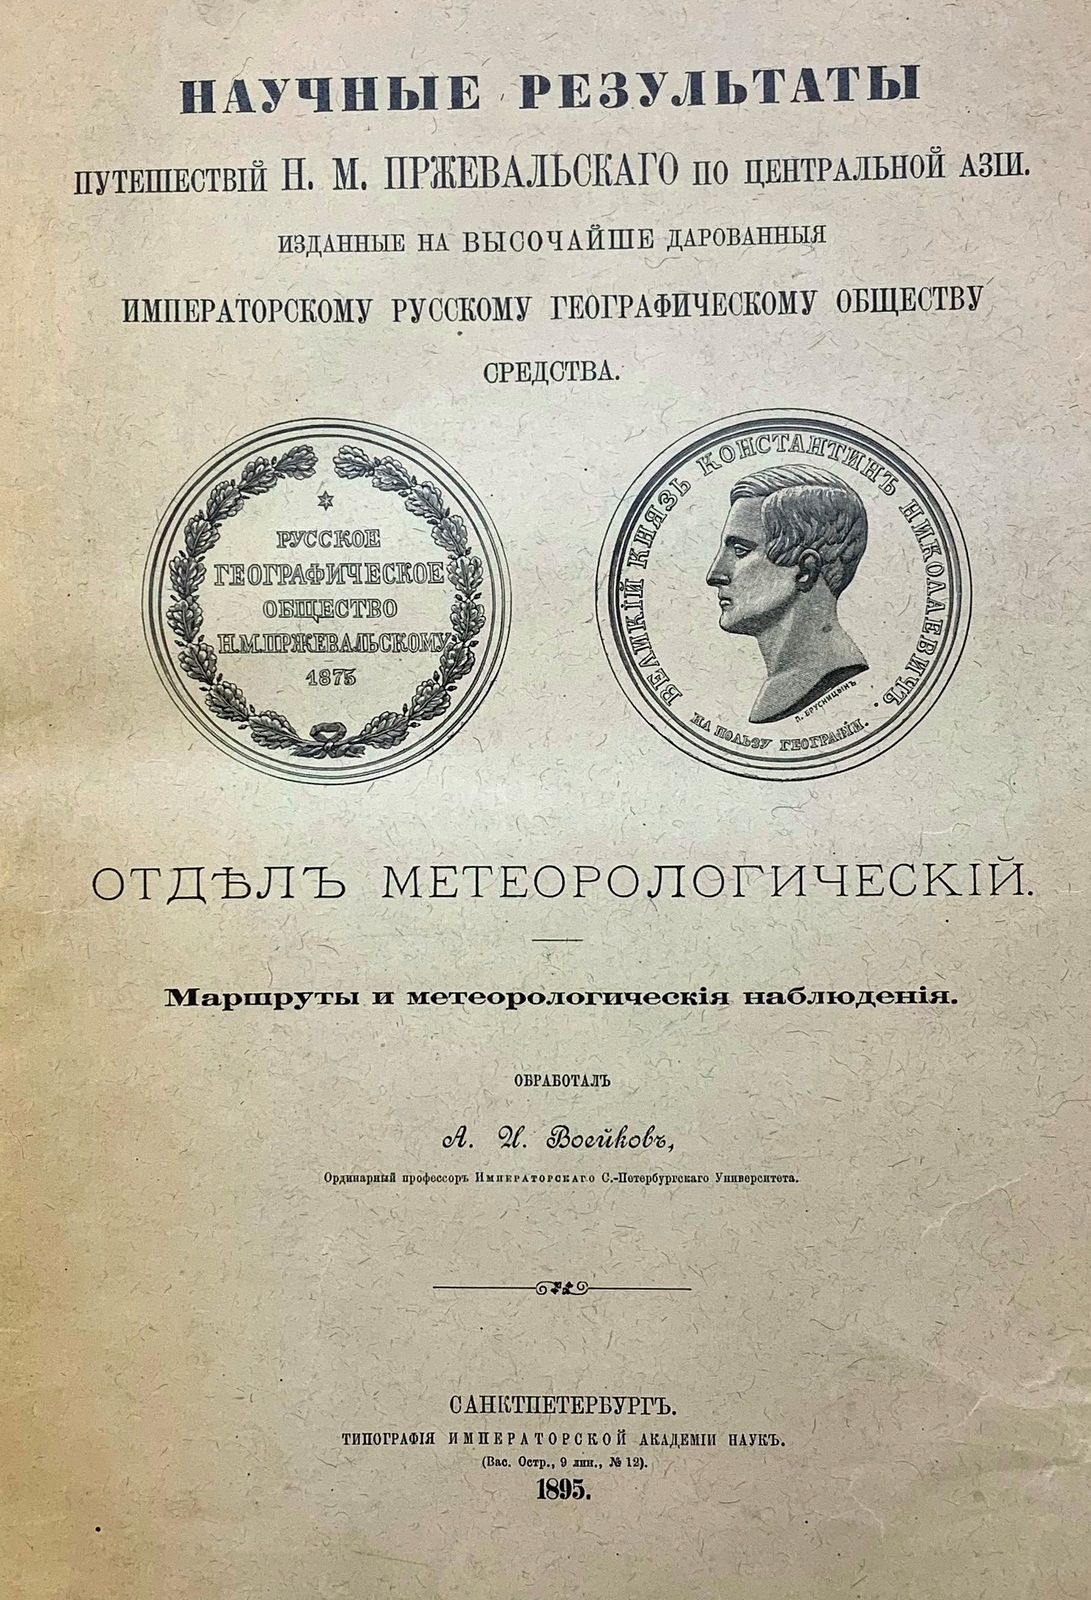 НАУЧНЫЕ РЕЗУЛЬТАТЫ
ПУТЕШЕСТВІЙ Н. М. ПРЖЕВАЛЬСКАГО ПО ЦЕНТРАЛЬНОЙ АЗІИ.
ИЗДАННЫЕ НА ВЫСОЧАЙШЕ ДАРОВАННЫЯ
ИМПЕРАТОРСКОМУ РУССКОМУ ГЕОГРАФИЧЕСКОМУ ОБЩЕСТВУ
СРЕДСТВА.
РУССКОЕ
ГЕОГРАФИЧЕСКОЕ
ОБЩЕСТВО
Н.М.ПРЖЕВАЛЬСКОМУ
1875
ВЕЛИКІЙ КНЯЗЬ КОНСТАНТИНЪ НИКОЛАЕВИЧЪ
НА ПОЛЬЗУ ГЕОГРАФІИ.
П. БРУСНИЦЫНЪ
ОТДѢЛЪ МЕТЕОРОЛОГИЧЕСКІЙ.
Маршруты и метеорологическія наблюденія.
ОБРАБОТАЛЪ
А. И. Воейковъ,
Ординарный профессоръ ИМПЕРАТОРСКАГО С.-Петербургскаго Университета.
САНКТПЕТЕРБУРГЪ.
ТИПОГРАФІЯ ИМПЕРАТОРСКОЙ АКАДЕМІИ НАУКЪ.
(Вас. Остр., 9 лин., № 12).
1895.